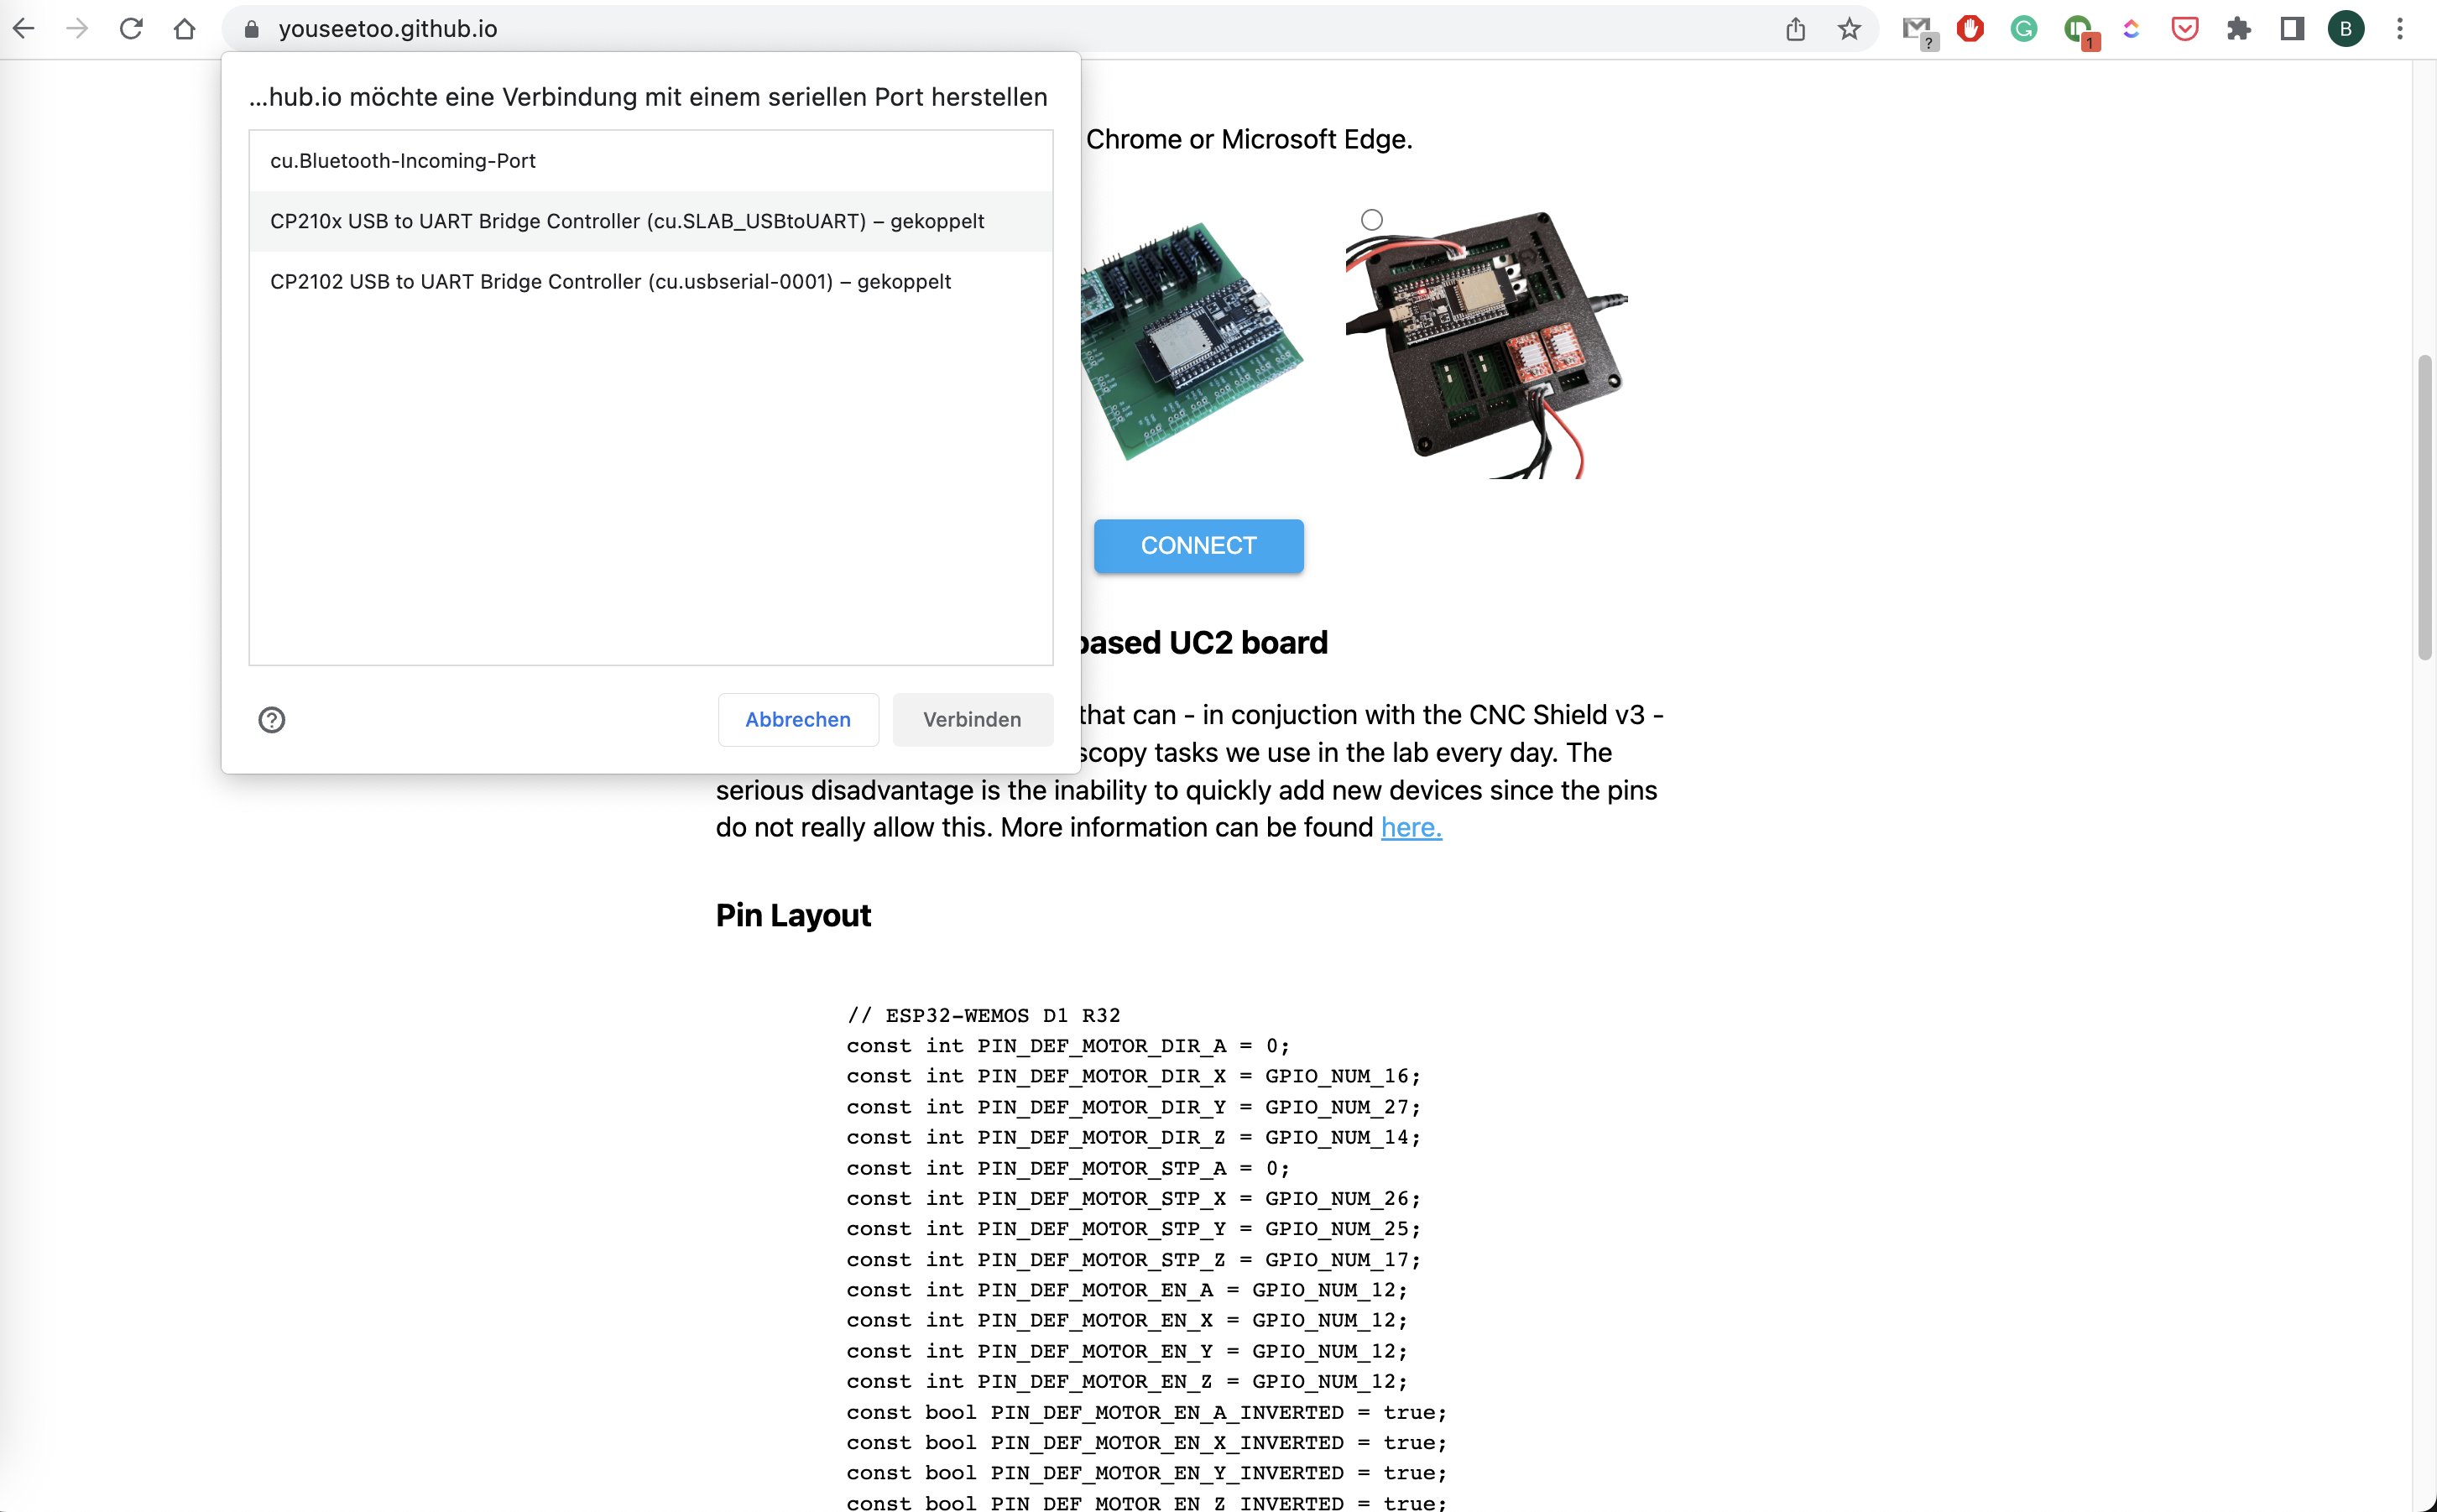 youseetoo.github.io
?
1
B
...hub.io möchte eine Verbindung mit einem seriellen Port herstellen
cu.Bluetooth-Incoming-Port
CP210x USB to UART Bridge Controller (cu.SLAB_USBtoUART) – gekoppelt
CP2102 USB to UART Bridge Controller (cu.usbserial-0001) – gekoppelt
Abbrechen
Verbinden
Chrome or Microsoft Edge.
CONNECT
based UC2 board
that can - in conjuction with the CNC Shield v3 -
scopy tasks we use in the lab every day. The
serious disadvantage is the inability to quickly add new devices since the pins
do not really allow this. More information can be found here.
Pin Layout
// ESP32-WEMOS D1 R32
const int PIN_DEF_MOTOR_DIR_A = 0;
const int PIN_DEF_MOTOR_DIR_X = GPIO_NUM_16;
const int PIN_DEF_MOTOR_DIR_Y = GPIO_NUM_27;
const int PIN_DEF_MOTOR_DIR_Z = GPIO_NUM_14;
const int PIN_DEF_MOTOR_STP_A = 0;
const int PIN_DEF_MOTOR_STP_X = GPIO_NUM_26;
const int PIN_DEF_MOTOR_STP_Y = GPIO_NUM_25;
const int PIN_DEF_MOTOR_STP_Z = GPIO_NUM_17;
const int PIN_DEF_MOTOR_EN_A = GPIO_NUM_12;
const int PIN_DEF_MOTOR_EN_X = GPIO_NUM_12;
const int PIN_DEF_MOTOR_EN_Y = GPIO_NUM_12;
const int PIN_DEF_MOTOR_EN_Z = GPIO_NUM_12;
const bool PIN_DEF_MOTOR_EN_A_INVERTED = true;
const bool PIN_DEF_MOTOR_EN_X_INVERTED = true;
const bool PIN_DEF_MOTOR_EN_Y_INVERTED = true;
const bool PIN_DEF_MOTOR_EN_Z_INVERTED = true;